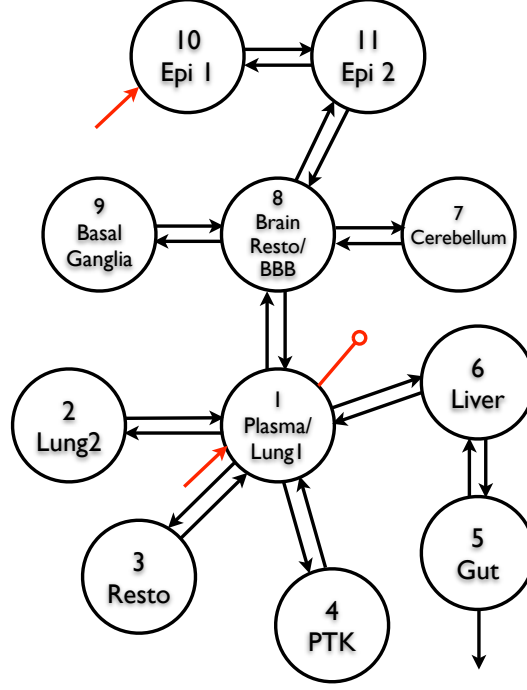 10
Epi 1
11
Epi 2
9
Basal
Ganglia
8
Brain
Resto/
BBB
7
Cerebellum
2
Lung2
1
Plasma/
Lung1
6
Liver
3
Resto
4
PTK
5
Gut